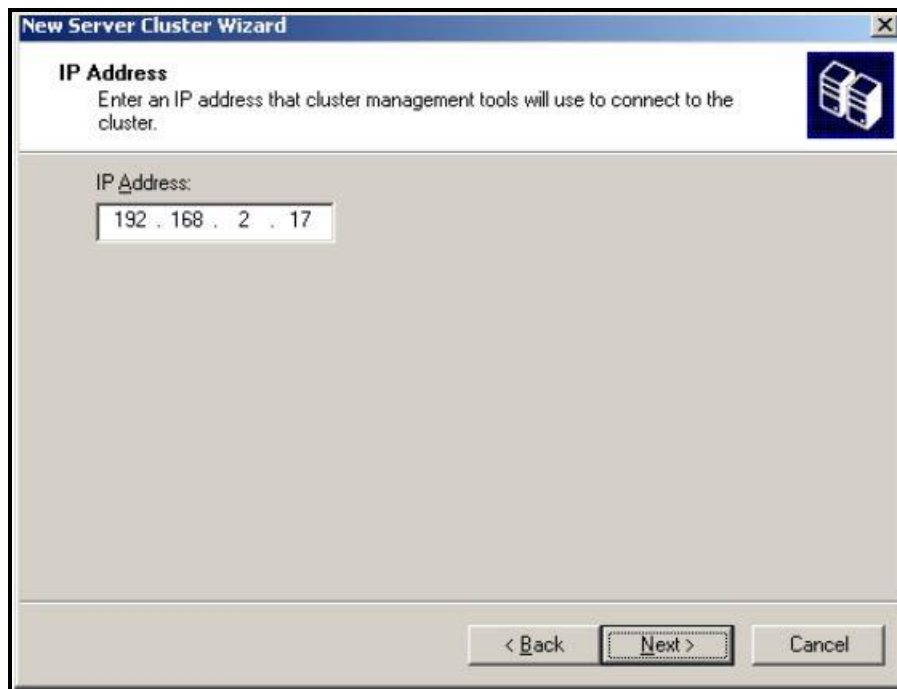 New Server Cluster Wizard
IP Address
Enter an IP address that cluster management tools will use to connect to the
cluster.
IP Address:
192 . 168 . 2 . 17
< Back
Next >
Cancel